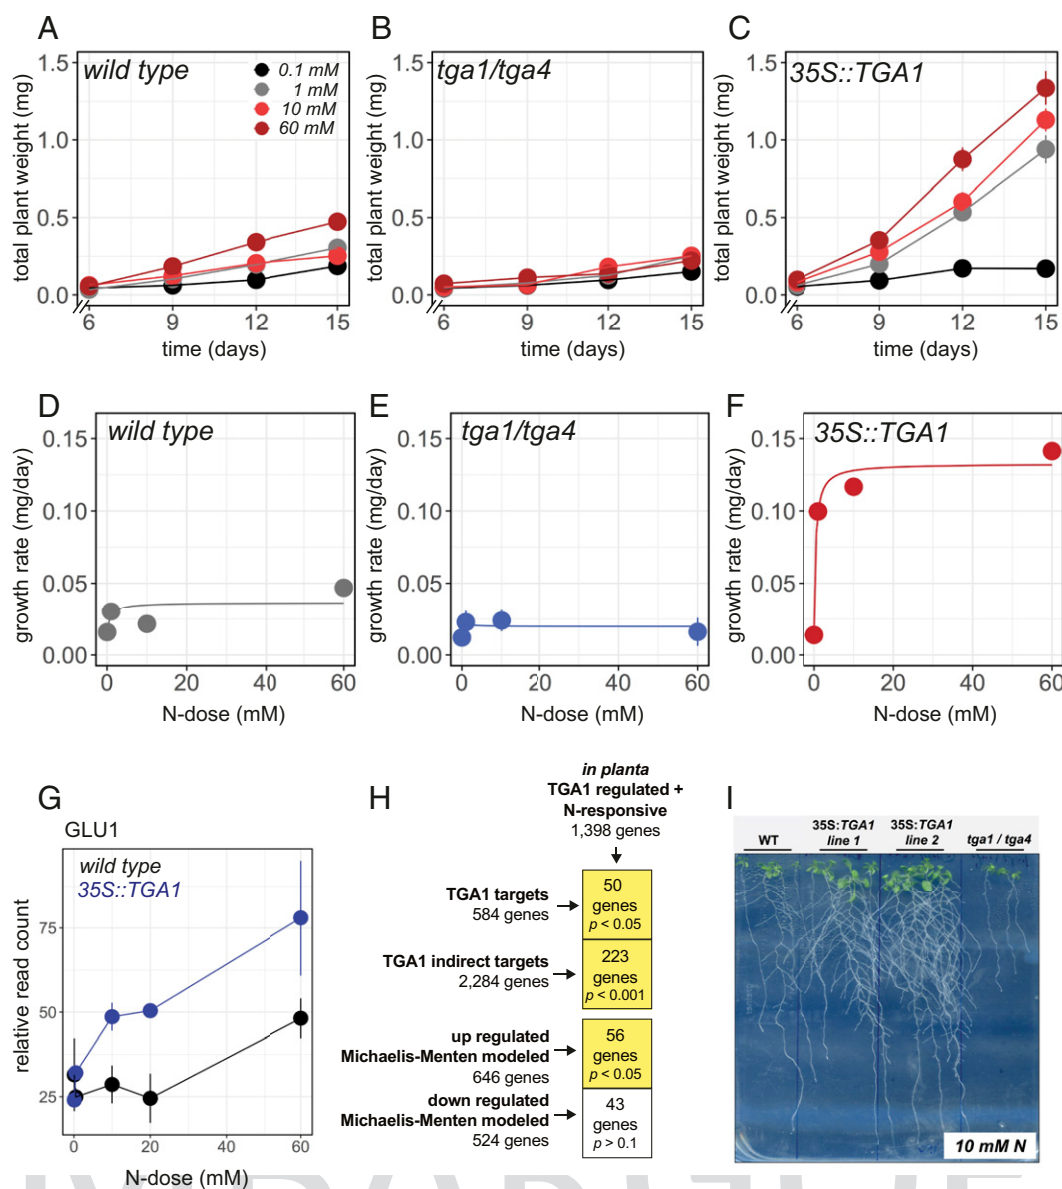 A
B
C
wild type
tga1/tga4
35S::TGA1
0.1 mM
1 mM
10 mM
60 mM
total plant weight (mg)
1.5
1.0
0.5
0.0
6
9
12
15
time (days)
total plant weight (mg)
1.5
1.0
0.5
0.0
6
9
12
15
time (days)
total plant weight (mg)
1.5
1.0
0.5
0.0
6
9
12
15
time (days)
D
E
F
wild type
tga1/tga4
35S::TGA1
growth rate (mg/day)
0.15
0.10
0.05
0.00
0
20
40
60
N-dose (mM)
growth rate (mg/day)
0.15
0.10
0.05
0.00
0
20
40
60
N-dose (mM)
growth rate (mg/day)
0.15
0.10
0.05
0.00
0
20
40
60
N-dose (mM)
G
GLU1
wild type
35S::TGA1
relative read count
75
50
25
0
20
40
60
N-dose (mM)
H
in planta
TGA1 regulated +
N-responsive
1,398 genes
TGA1 targets
584 genes
50
genes
p < 0.05
TGA1 indirect targets
2,284 genes
223
genes
p < 0.001
up regulated
Michaelis-Menten modeled
646 genes
56
genes
p < 0.05
down regulated
Michaelis-Menten modeled
524 genes
43
genes
p > 0.1
I
WT
35S:TGA1
line 1
35S:TGA1
line 2
tga1 / tga4
10 mM N